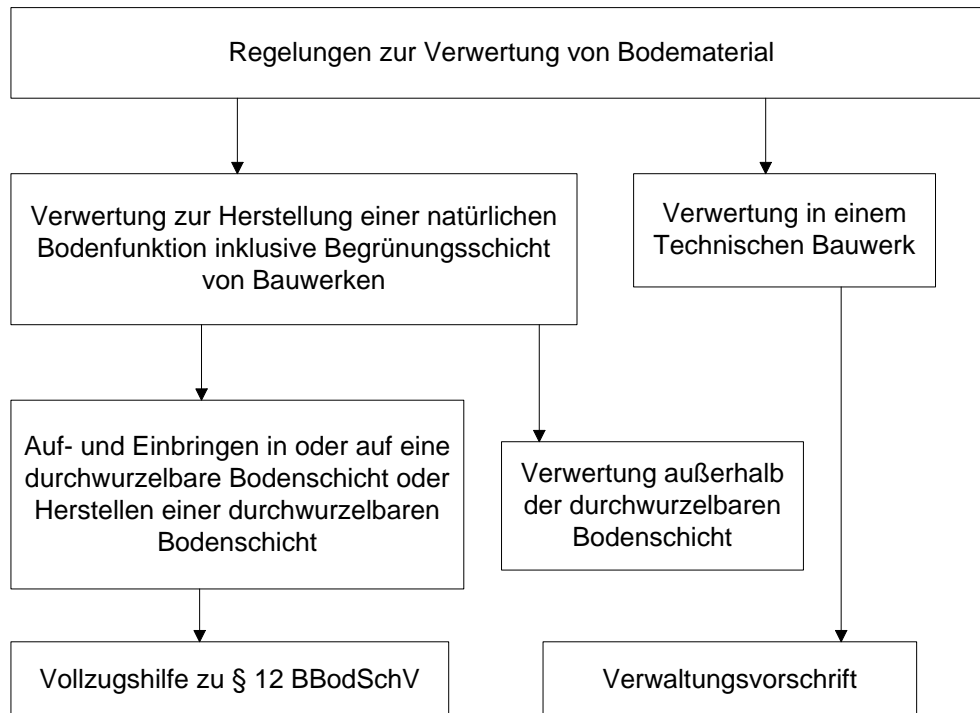 Regelungen zur Verwertung von Bodematerial
Verwertung zur Herstellung einer natürlichen
Bodenfunktion inklusive Begrünungsschicht
von Bauwerken
Verwertung in einem
Technischen Bauwerk
Auf- und Einbringen in oder auf eine
durchwurzelbare Bodenschicht oder
Herstellen einer durchwurzelbaren
Bodenschicht
Verwertung außerhalb
der durchwurzelbaren
Bodenschicht
Vollzugshilfe zu § 12 BBodSchV
Verwaltungsvorschrift